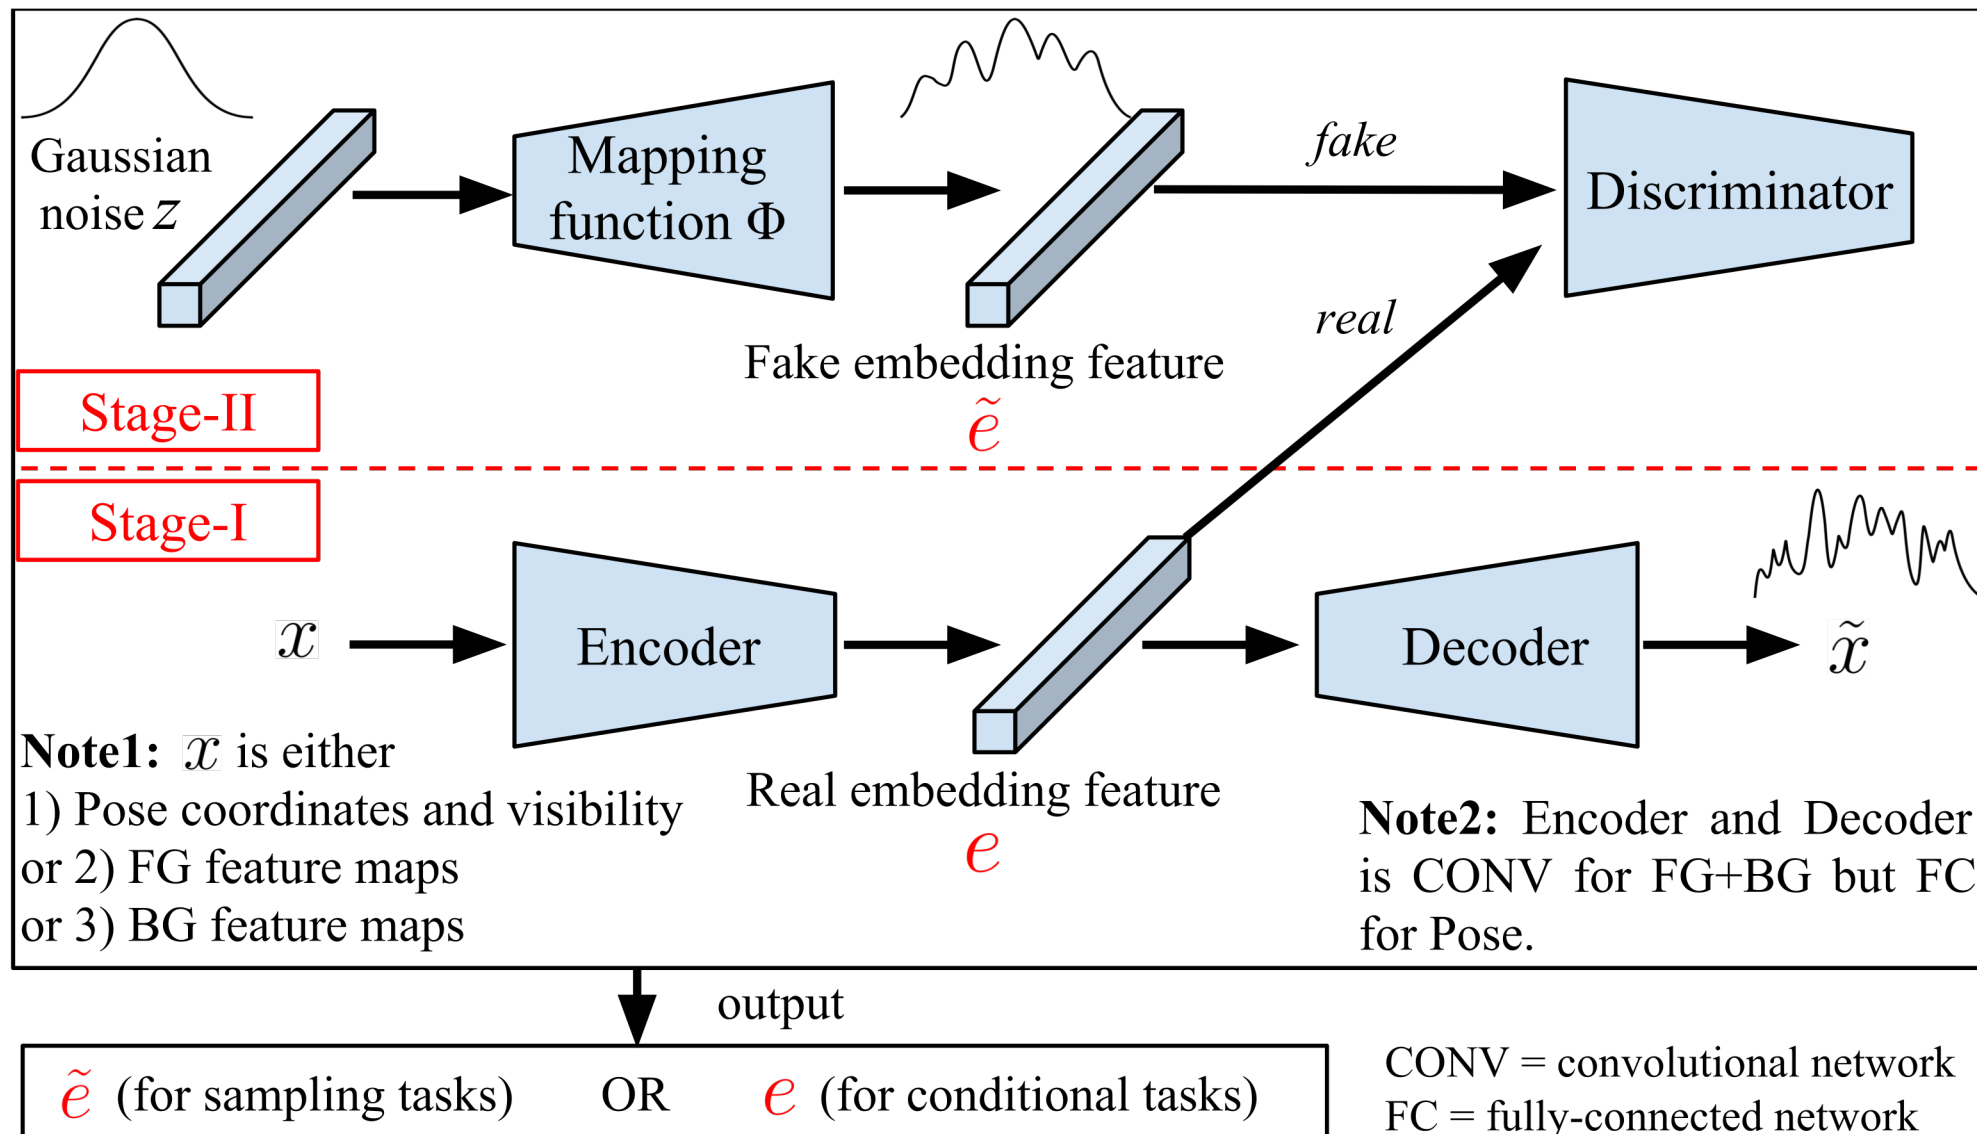 Gaussian
noise z
Mapping
function Φ
fake
Discriminator
real
Fake embedding feature
ẽ
Stage-II
Stage-I
x
Encoder
Decoder
x̃
Real embedding feature
e
Note1: x is either
1) Pose coordinates and visibility
or 2) FG feature maps
or 3) BG feature maps
Note2: Encoder and Decoder
is CONV for FG+BG but FC
for Pose.
output
ẽ (for sampling tasks) OR e (for conditional tasks)
CONV = convolutional network
FC = fully-connected network